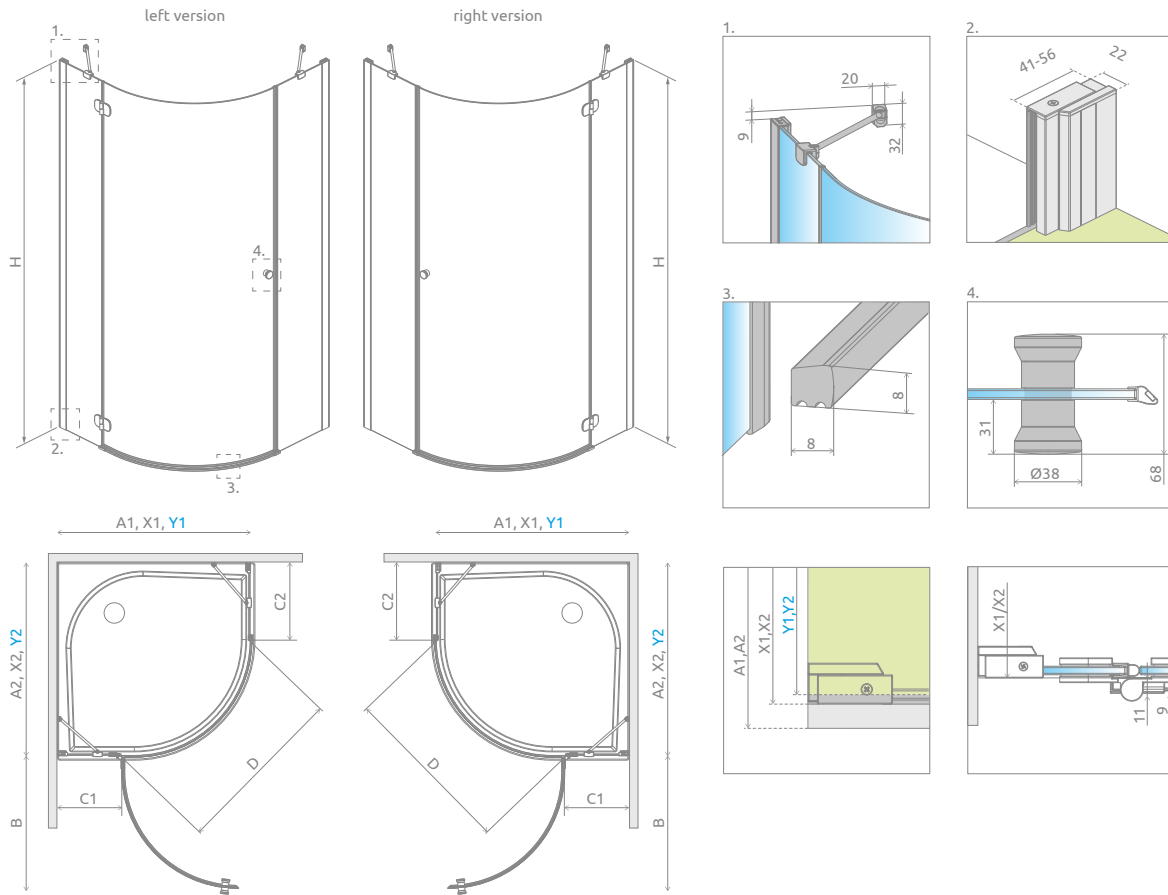 left version
right version
1.
H
4.
2.
3.
H
1.
20
9
32
2.
41-56
22
3.
8
8
4.
31
Ø38
68
A1, X1, Y1
A1, X1, Y1
C2
A2, X2, Y2
D
C1
B
C2
A2, X2, Y2
D
C1
B
A1,A2
X1,X2
Y1,Y2
X1/X2
11
9